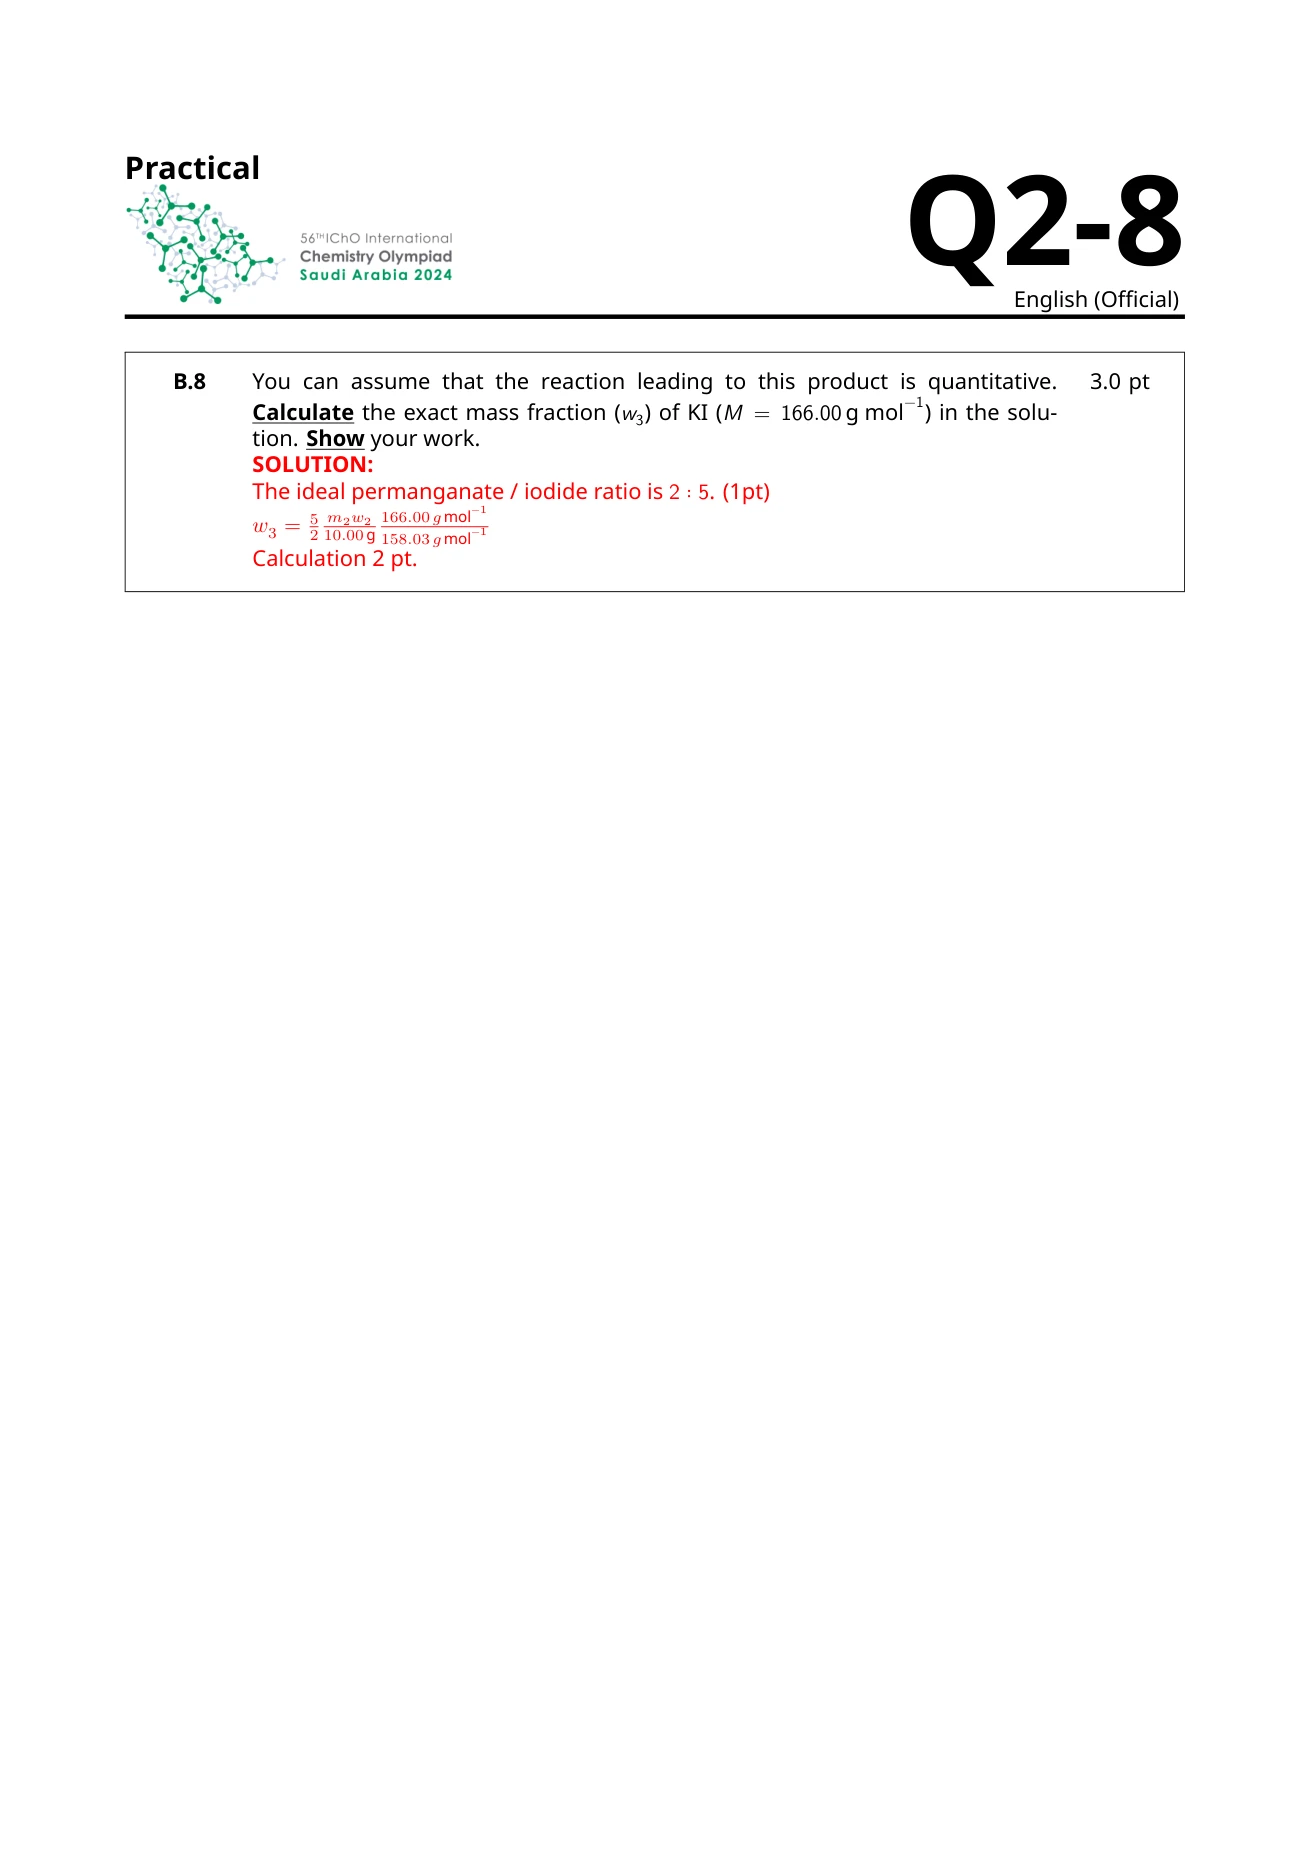 Practical
56THIChO International
Chemistry Olympiad
Saudi Arabia 2024
Q2-8
English (Official)
B.8 You can assume that the reaction leading to this product is quantitative. 3.0 pt
Calculate the exact mass fraction (w₃) of KI (M = 166.00 g mol⁻¹) in the solu-
tion. Show your work.
SOLUTION:
The ideal permanganate / iodide ratio is 2 : 5. (1pt)
w₃ = 5/2 m₂w₂/10.00 g 166.00 g mol⁻¹/158.03 g mol⁻¹
Calculation 2 pt.